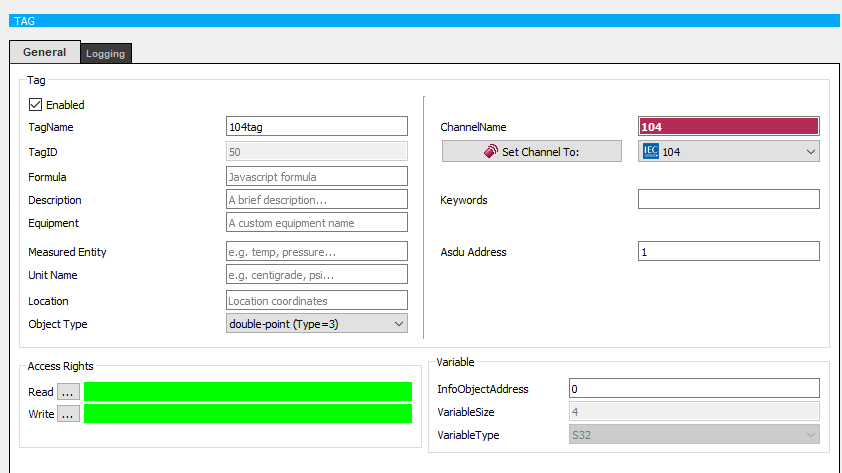 TAG
General
Logging
Tag
Enabled
TagName
104tag
TagID
50
Formula
Javascript formula
Description
A brief description...
Equipment
A custom equipment name
Measured Entity
e.g. temp, pressure...
Unit Name
e.g. centigrade, psi...
Location
Location coordinates
Object Type
double-point (Type=3)
ChannelName
104
Set Channel To:
IEC 104
Keywords
Asdu Address
1
Access Rights
Read ...
Write ...
Variable
InfoObjectAddress
0
VariableSize
4
VariableType
S32